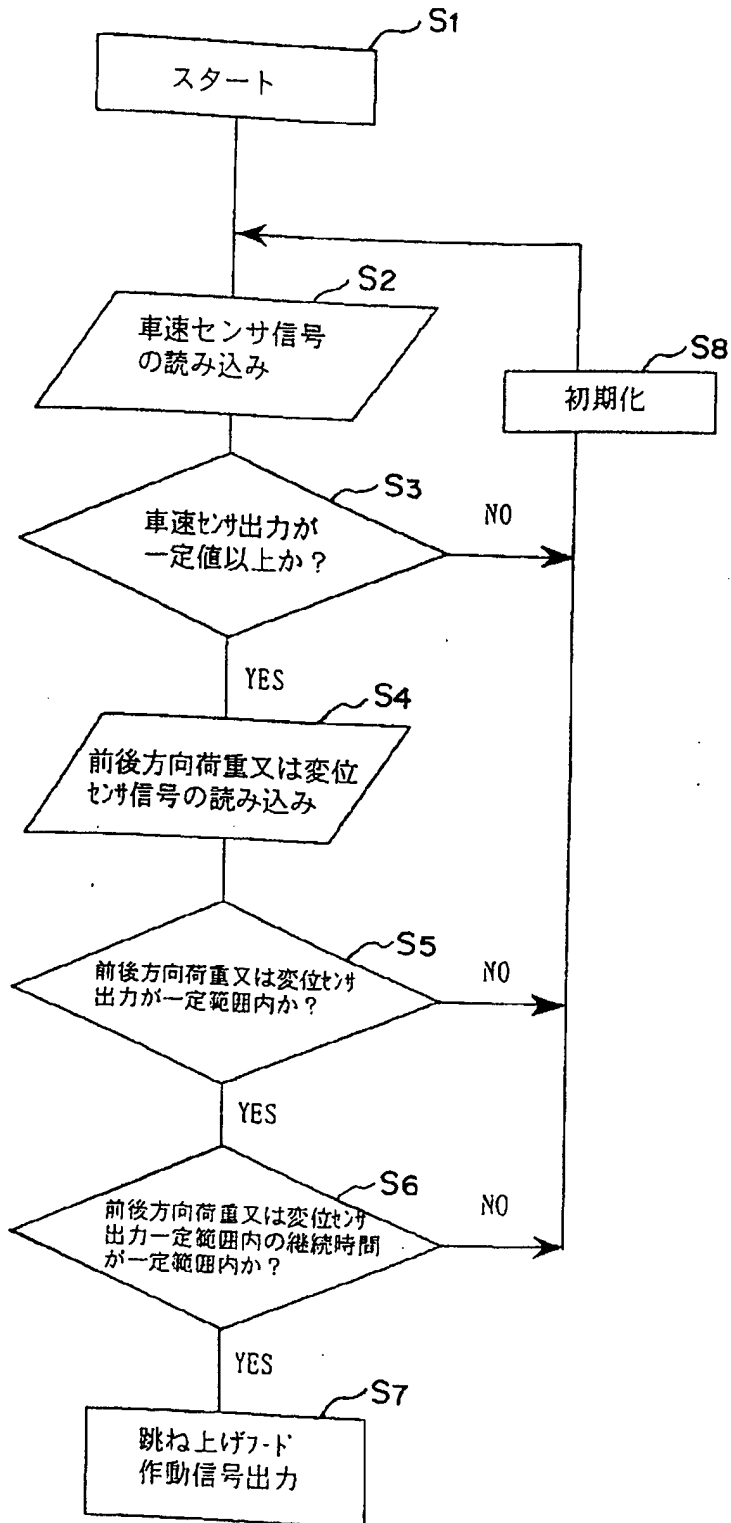 S1
スタート
S2
車速センサ信号
の読み込み
S8
初期化
S3
車速ｾﾝｻ出力が
一定値以上か？
NO
YES
S4
前後方向荷重又は変位
ｾﾝｻ信号の読み込み
S5
前後方向荷重又は変位ｾﾝｻ
出力が一定範囲内か？
NO
YES
S6
前後方向荷重又は変位ｾﾝｻ
出力一定範囲内の継続時間
が一定範囲内か？
NO
YES
S7
跳ね上げﾌｰﾄﾞ
作動信号出力